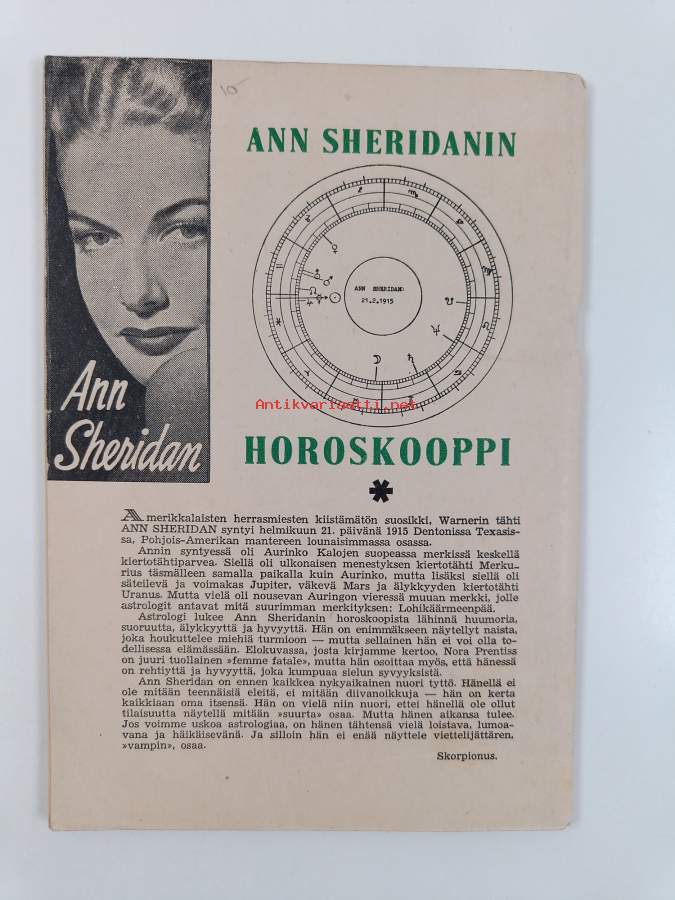 10
ANN SHERIDANIN
ANN SHERIDAN:
21.2.1915
Antikvariaatti.net
Ann
Sheridan
HOROSKOOPPI
*
Amerikkalaisten herrasmiesten kiistämätön suosikki, Warnerin tähti
ANN SHERIDAN syntyi helmikuun 21. päivänä 1915 Dentonissa Texasis-
sa, Pohjois-Amerikan mantereen lounaisimmassa osassa.
Annin syntyessä oli Aurinko Kalojen suopeassa merkissä keskellä
kiertotähtiparvea. Siellä oli ulkonaisen menestyksen kiertotähti Merku-
rius täsmälleen samalla paikalla kuin Aurinko, mutta lisäksi siellä oli
säteilevä ja voimakas Jupiter, väkevä Mars ja älykkyyden kiertotähti
Uranus. Mutta vielä oli nousevan Auringon vieressä muuan merkki, jolle
astrologit antavat mitä suurimman merkityksen: Lohikäärmeenpää.
Astrologi lukee Ann Sheridanin horoskoopista lähinnä huumoria,
suoruutta, älykkyyttä ja hyvyyttä. Hän on enimmäkseen näytellyt naista,
joka houkuttelee miehiä turmioon — mutta sellainen hän ei voi olla to-
dellisessa elämässään. Elokuvassa, josta kirjamme kertoo, Nora Prentiss
on juuri tuollainen »femme fatale», mutta hän osoittaa myös, että hänessä
on rehtiyttä ja hyvyyttä, joka kumpuaa sielun syvyyksistä.
Ann Sheridan on ennen kaikkea nykyaikainen nuori tyttö. Hänellä ei
ole mitään teennäisiä eleitä, ei mitään diivanoikkuja — hän on kerta
kaikkiaan oma itsensä. Hän on vielä niin nuori, ettei hänellä ole ollut
tilaisuutta näytellä mitään »suurta» osaa. Mutta hänen aikansa tulee.
Jos voimme uskoa astrologiaa, on hänen tähtensä vielä loistava, lumoa-
vana ja häikäisevänä. Ja silloin hän ei enää näyttele viettelijättären,
»vampin», osaa.
Skorpionus.